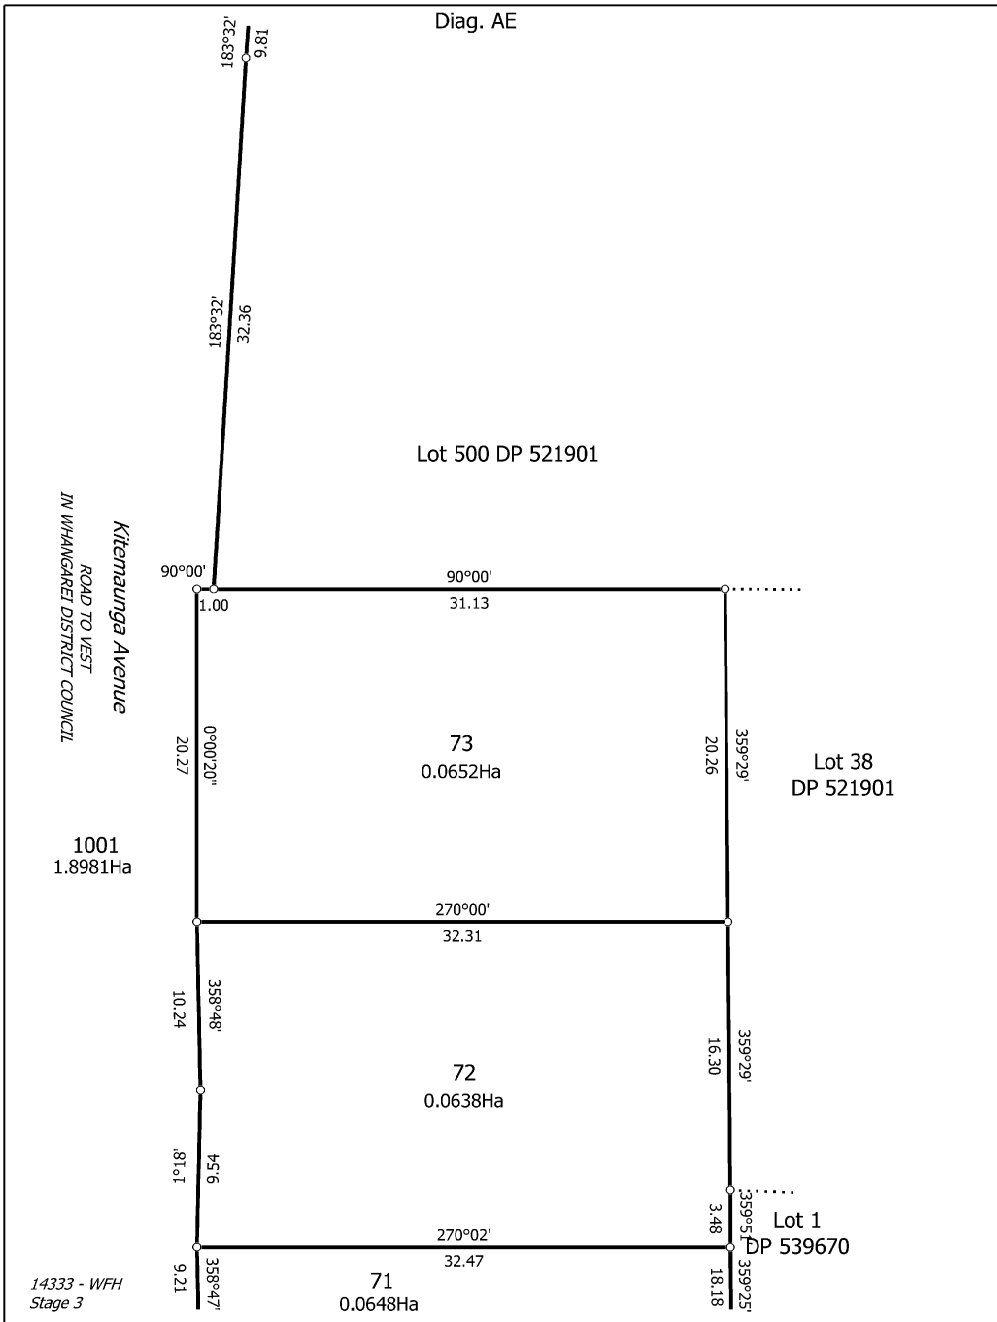 Diag. AE
183°32'
9.81
183°32'
32.36
Lot 500 DP 521901
Kitemaunga Avenue
ROAD TO VEST
IN WHANGAREI DISTRICT COUNCIL
90°00'
1.00
90°00'
31.13
20.27
0°00'20"
73
0.0652Ha
20.26
359°29'
Lot 38
DP 521901
1001
1.8981Ha
270°00'
32.31
10.24
358°48'
72
0.0638Ha
16.30
359°29'
1°18'
9.54
3.48
359°51'
Lot 1
DP 539670
270°02'
32.47
9.21
358°47'
71
0.0648Ha
18.18
359°25'
14333 - WFH
Stage 3